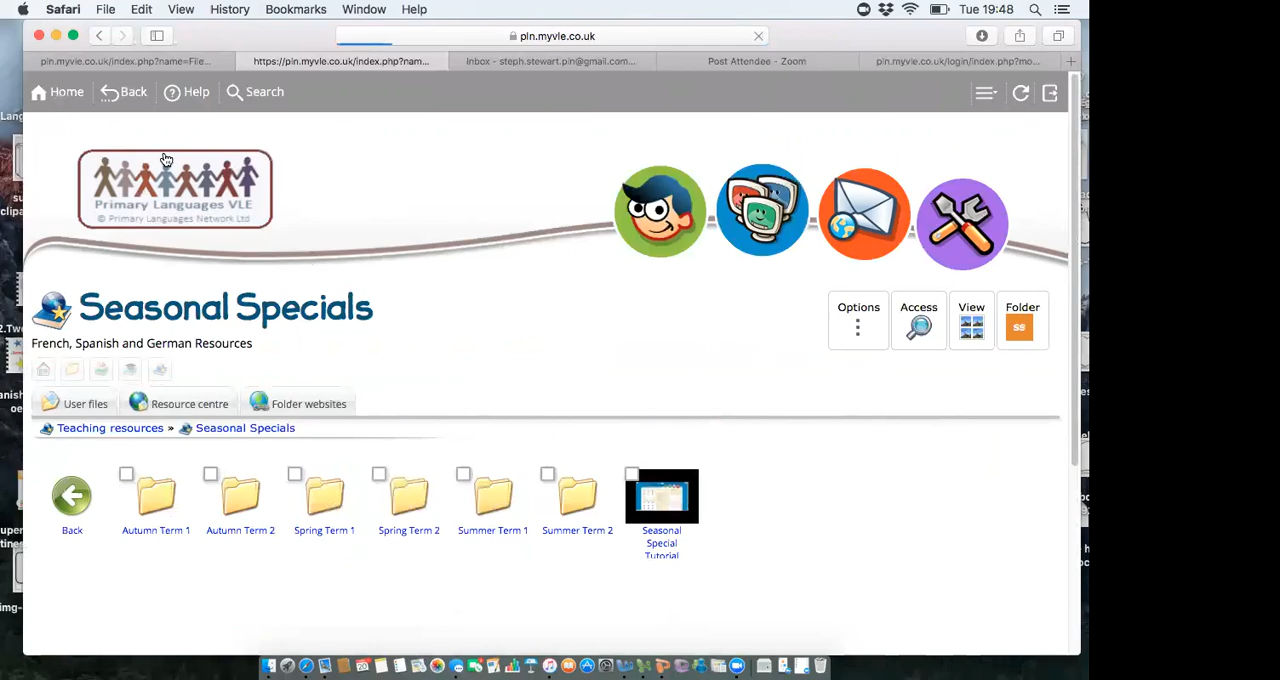 Safari File Edit View History Bookmarks Window Help
Tue 19:48
pln.myvle.co.uk
pln.myvle.co.uk/index.php?name=File...
https://pln.myvle.co.uk/index.php?nam...
Inbox - steph.stewart.pln@gmail.com...
Post Attendee - Zoom
pln.myvle.co.uk/login/index.php?mo...
Home Back Help Search
Primary Languages VLE
© Primary Languages Network Ltd
Seasonal Specials
Options Access View Folder
ss
French, Spanish and German Resources
User files Resource centre Folder websites
Teaching resources » Seasonal Specials
Back
Autumn Term 1
Autumn Term 2
Spring Term 1
Spring Term 2
Summer Term 1
Summer Term 2
Seasonal
Special
Tutorial